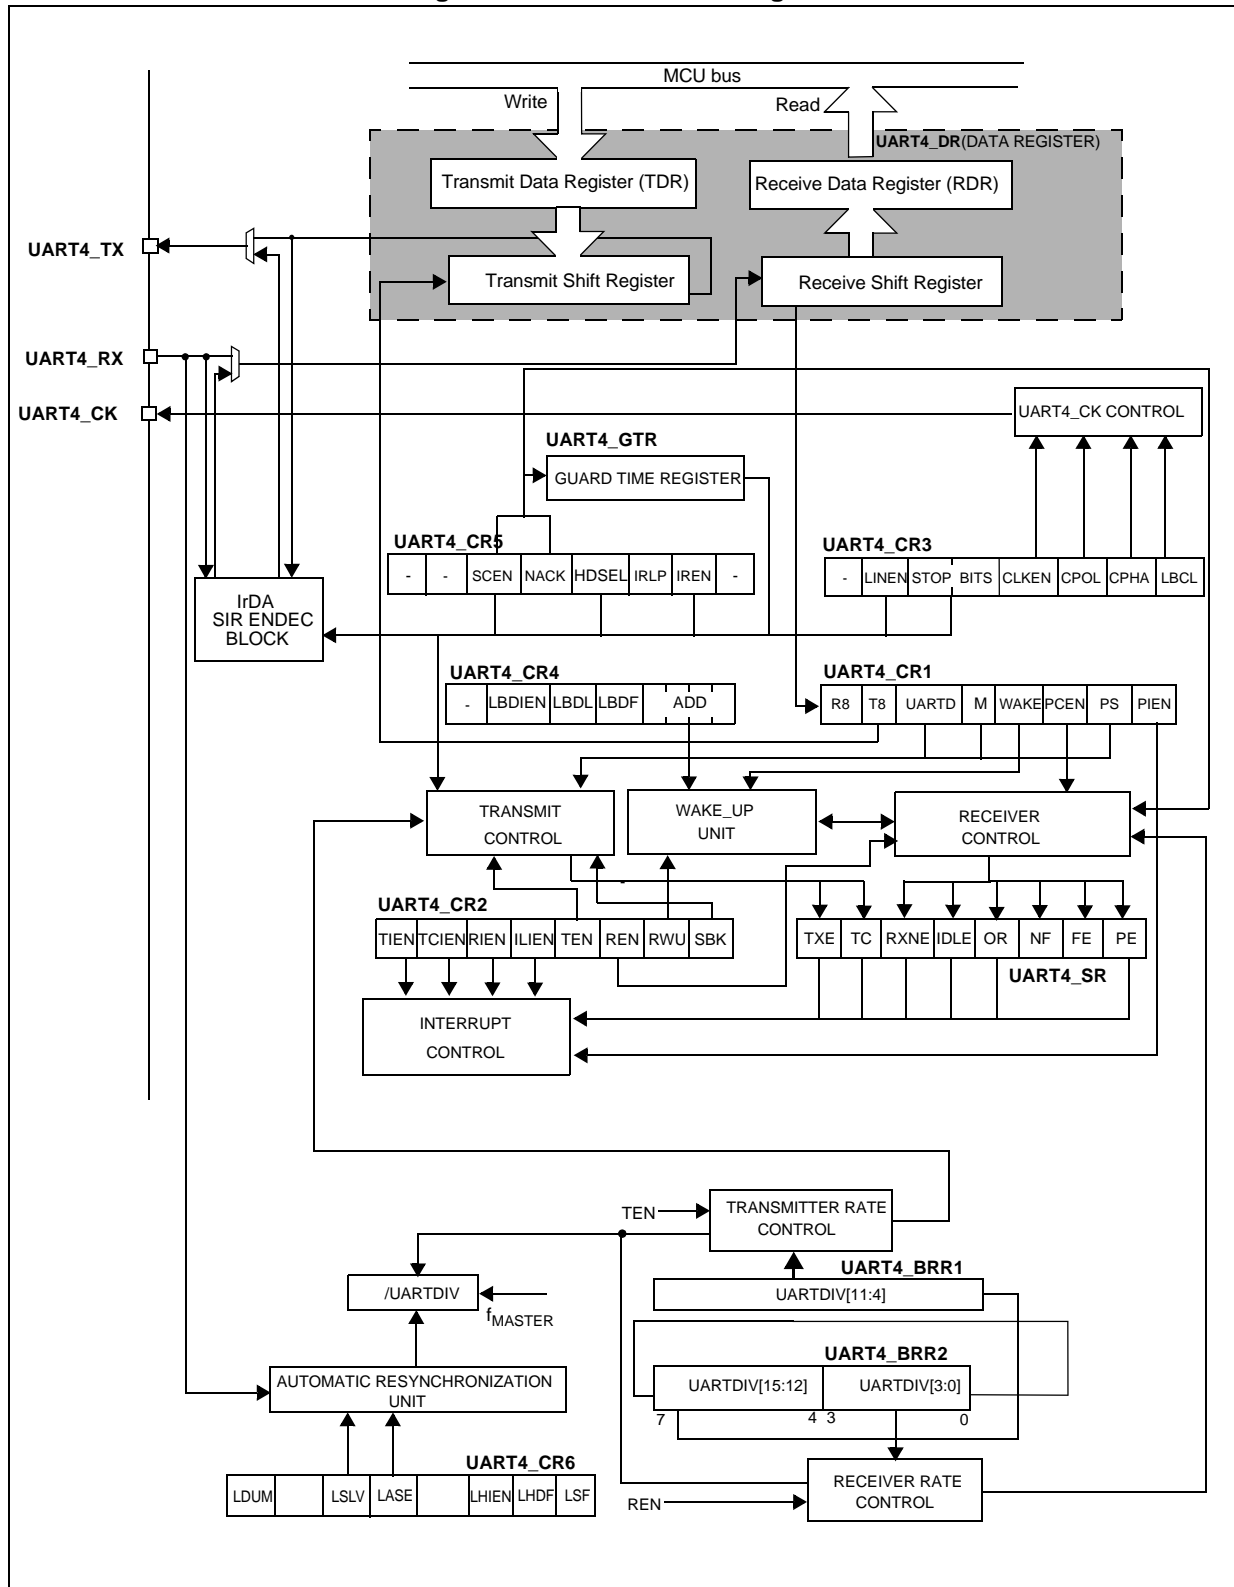 MCU bus
Write
Read
UART4_DR(DATA REGISTER)
Transmit Data Register (TDR)
Receive Data Register (RDR)
UART4_TX
Transmit Shift Register
Receive Shift Register
UART4_RX
UART4_CK
UART4_CK CONTROL
UART4_GTR
GUARD TIME REGISTER
UART4_CR5
- - SCEN NACK HDSEL IRLP IREN -
UART4_CR3
- LINEN STOP BITS CLKEN CPOL CPHA LBCL
IrDA
SIR ENDEC
BLOCK
UART4_CR4
- LBDIEN LBDL LBDF ADD
UART4_CR1
R8 T8 UARTD M WAKE PCEN PS PIEN
TRANSMIT
CONTROL
WAKE_UP
UNIT
RECEIVER
CONTROL
UART4_CR2
TIEN TCIEN RIEN ILIEN TEN REN RWU SBK
TXE TC RXNE IDLE OR NF FE PE
UART4_SR
INTERRUPT
CONTROL
TEN
TRANSMITTER RATE
CONTROL
UART4_BRR1
UARTDIV[11:4]
/UARTDIV
fMASTER
UART4_BRR2
UARTDIV[15:12] UARTDIV[3:0]
7 4 3 0
AUTOMATIC RESYNCHRONIZATION
UNIT
UART4_CR6
LDUM LSLV LASE LHIEN LHDF LSF
RECEIVER RATE
CONTROL
REN